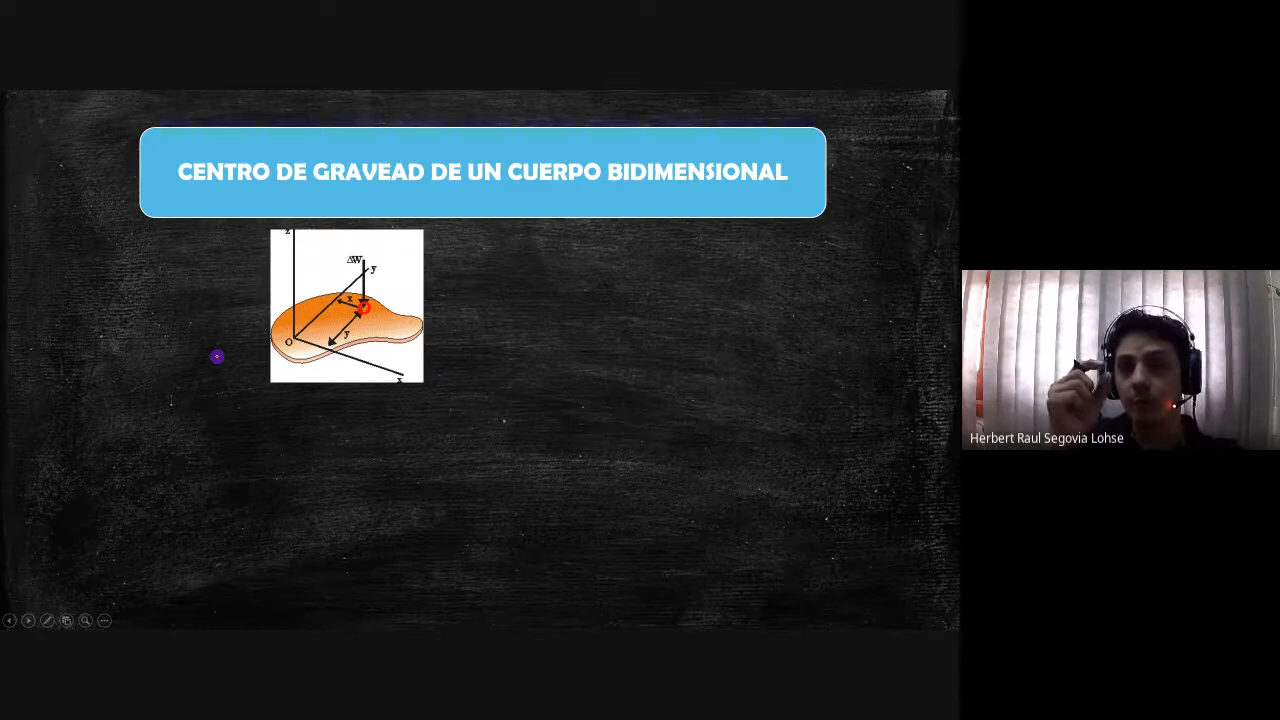 CENTRO DE GRAVEAD DE UN CUERPO BIDIMENSIONAL
z
ΔW
y
x
y
O
x
Herbert Raul Segovia Lohse